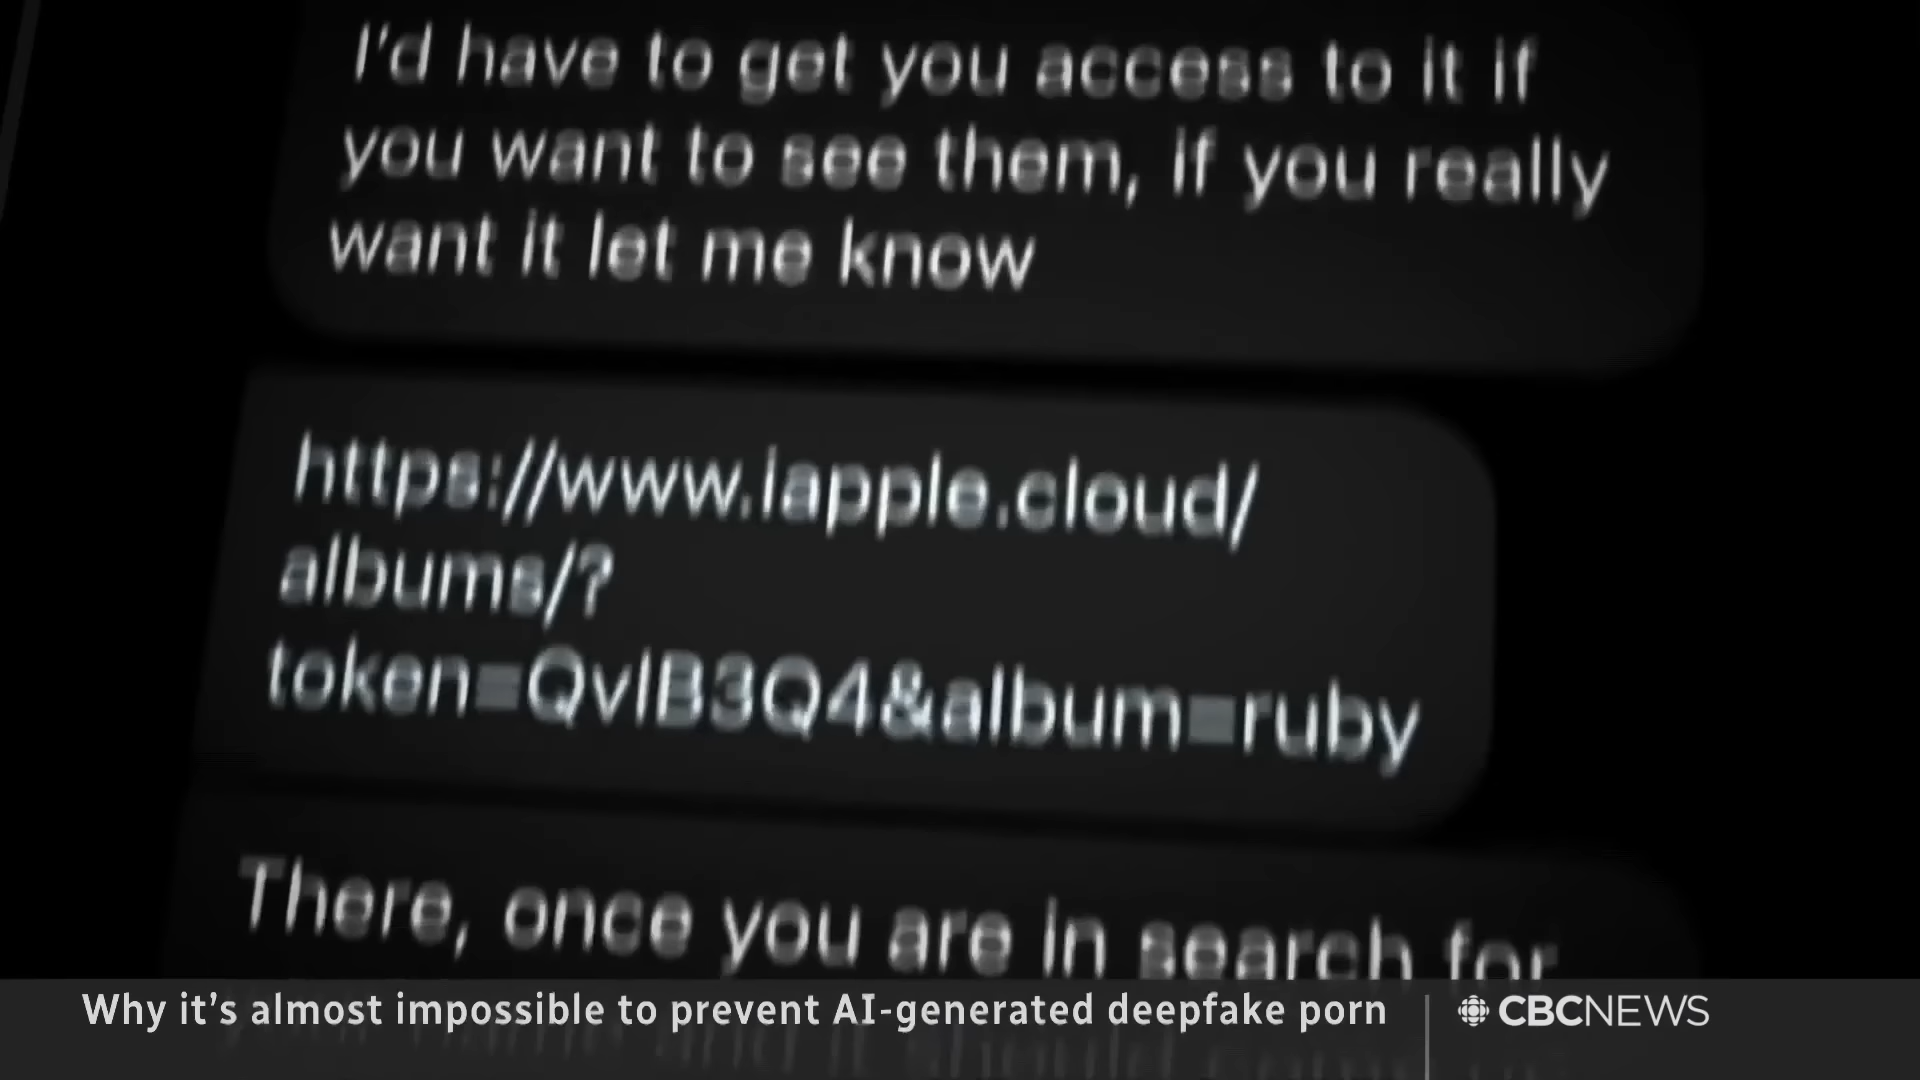 I'd have to get you access to it if
you want to see them, if you really
want it let me know
https://www.iapple.cloud/
albums/?
token=QvlB3Q4&album=ruby
There, once you are in search for
Why it's almost impossible to prevent AI-generated deepfake porn
CBCNEWS